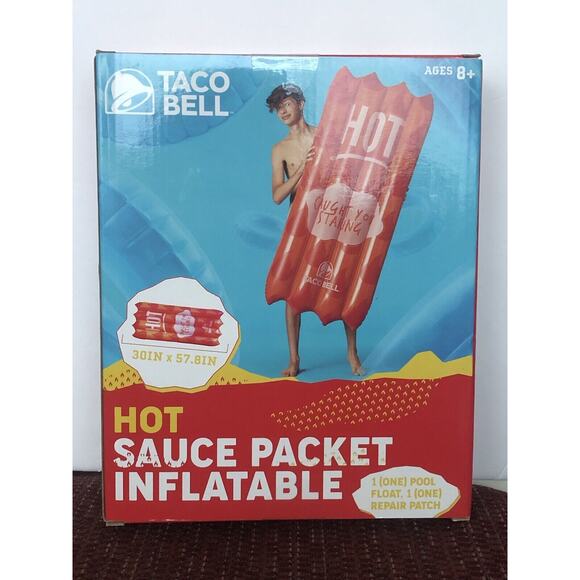 TACO
BELL
AGES 8+
HOT
CAUGHT YOU
STARING
TACO BELL
HOT
30IN x 57.8IN
HOT
SAUCE PACKET
INFLATABLE
1 (ONE) POOL
FLOAT, 1 (ONE)
REPAIR PATCH